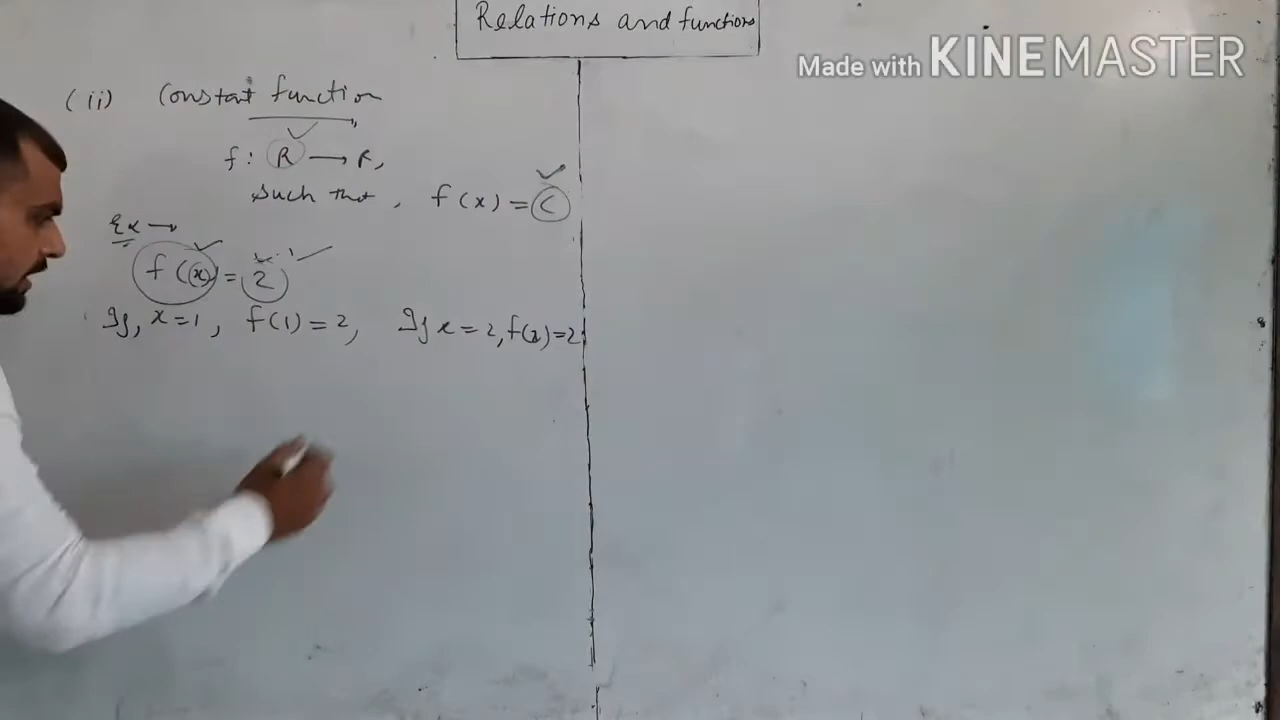 Relations and functions
Made with KINEMASTER
(ii) Constant function
f: R → R,
Such that, f(x) = c
Ex →
f(x) = 2
If, x=1, f(1) = 2, If x = 2, f(2)=2